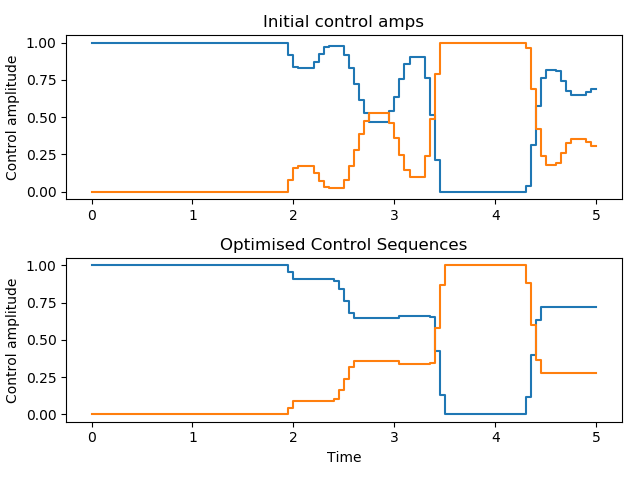 Initial control amps
Control amplitude
1.00
0.75
0.50
0.25
0.00
0 1 2 3 4 5
Optimised Control Sequences
Control amplitude
1.00
0.75
0.50
0.25
0.00
0 1 2 3 4 5
Time